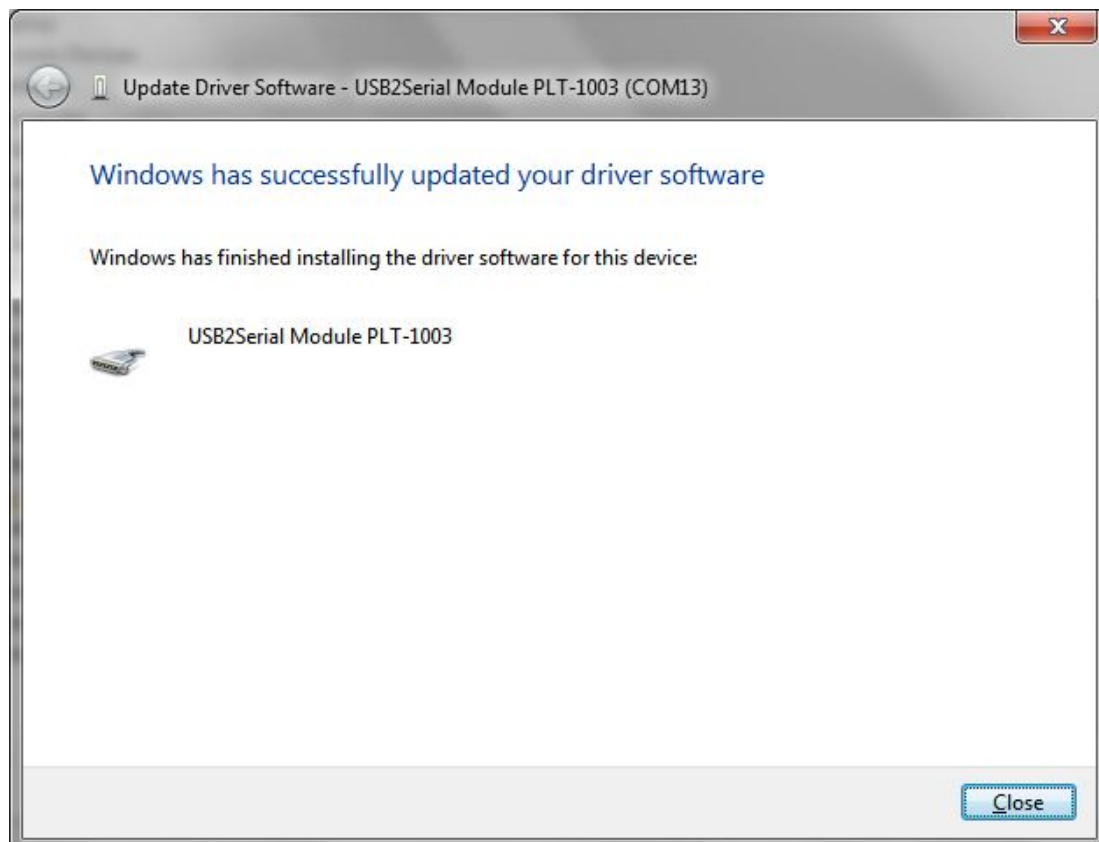 Update Driver Software - USB2Serial Module PLT-1003 (COM13)
Windows has successfully updated your driver software
Windows has finished installing the driver software for this device:
USB2Serial Module PLT-1003
Close